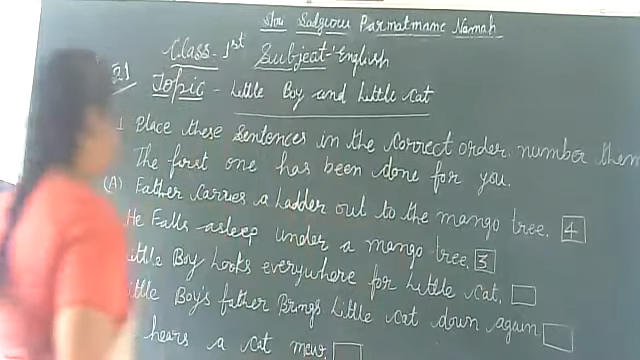 Shri Sadguru Parmatmane Namah
Class - 1st Subject - English
21
Topic - Little Boy and Little Cat
1 Place these sentences in the correct order. number them
The first one has been done for you.
(A) Father carries a ladder out to the mango tree. 4
He Falls asleep under a mango tree. 3
ittle Boy Looks everywhere for Little Cat.
ittle Boy's father Brings Little Cat down again
hears a cat mew